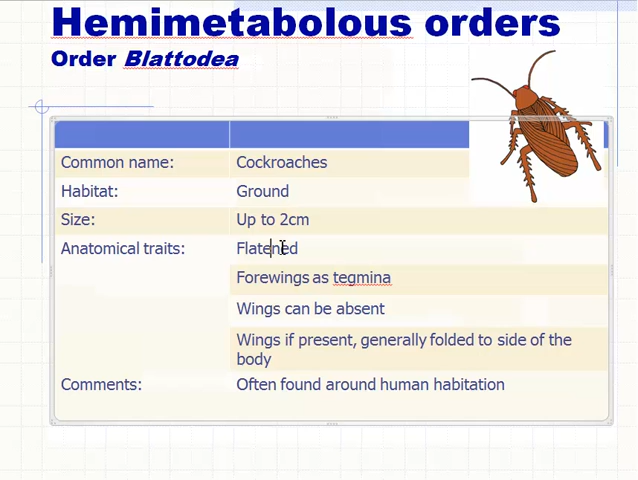 Hemimetabolous orders
Order Blattodea
Common name: Cockroaches
Habitat: Ground
Size: Up to 2cm
Anatomical traits: Flatened
Forewings as tegmina
Wings can be absent
Wings if present, generally folded to side of the
body
Comments: Often found around human habitation